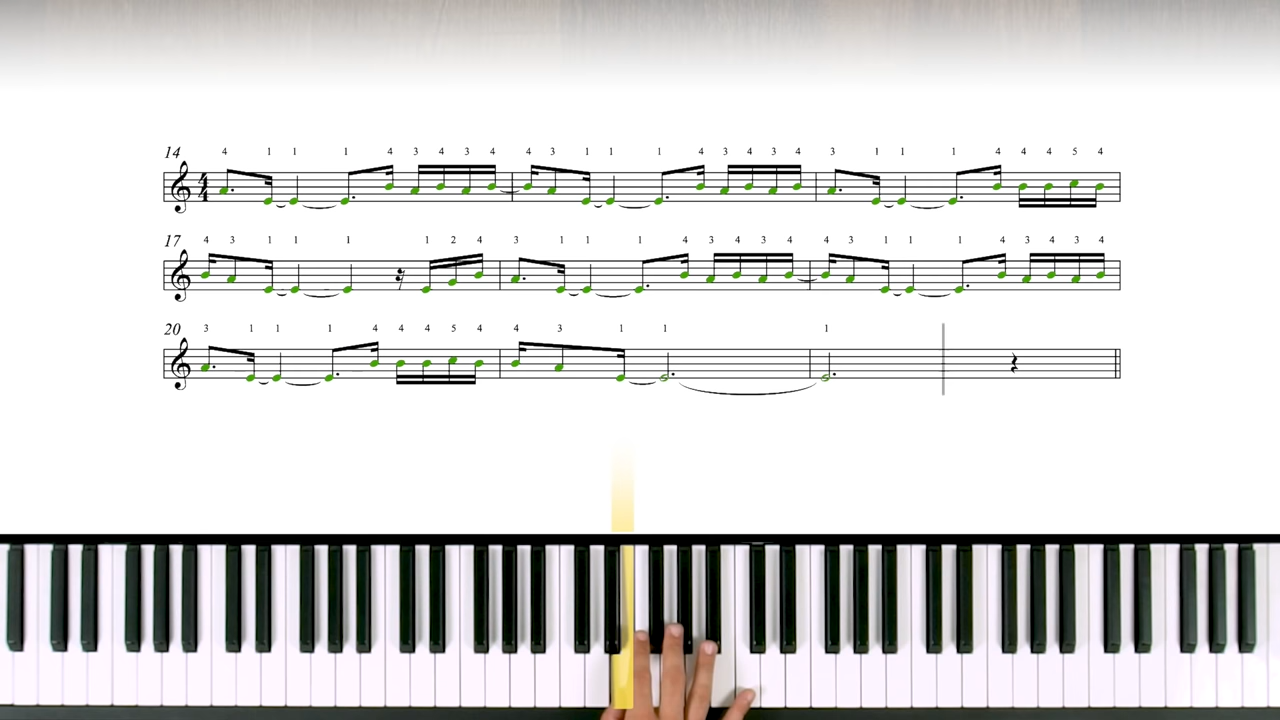 14 4 1 1 1 4 3 4 3 4 4 3 1 1 1 4 3 4 3 4 3 1 1 1 4 4 4 5 4
4
4
17 4 3 1 1 1 1 2 4 3 1 1 1 4 3 4 3 4 4 3 1 1 1 4 3 4 3 4
20 3 1 1 1 4 4 4 5 4 4 3 1 1 1